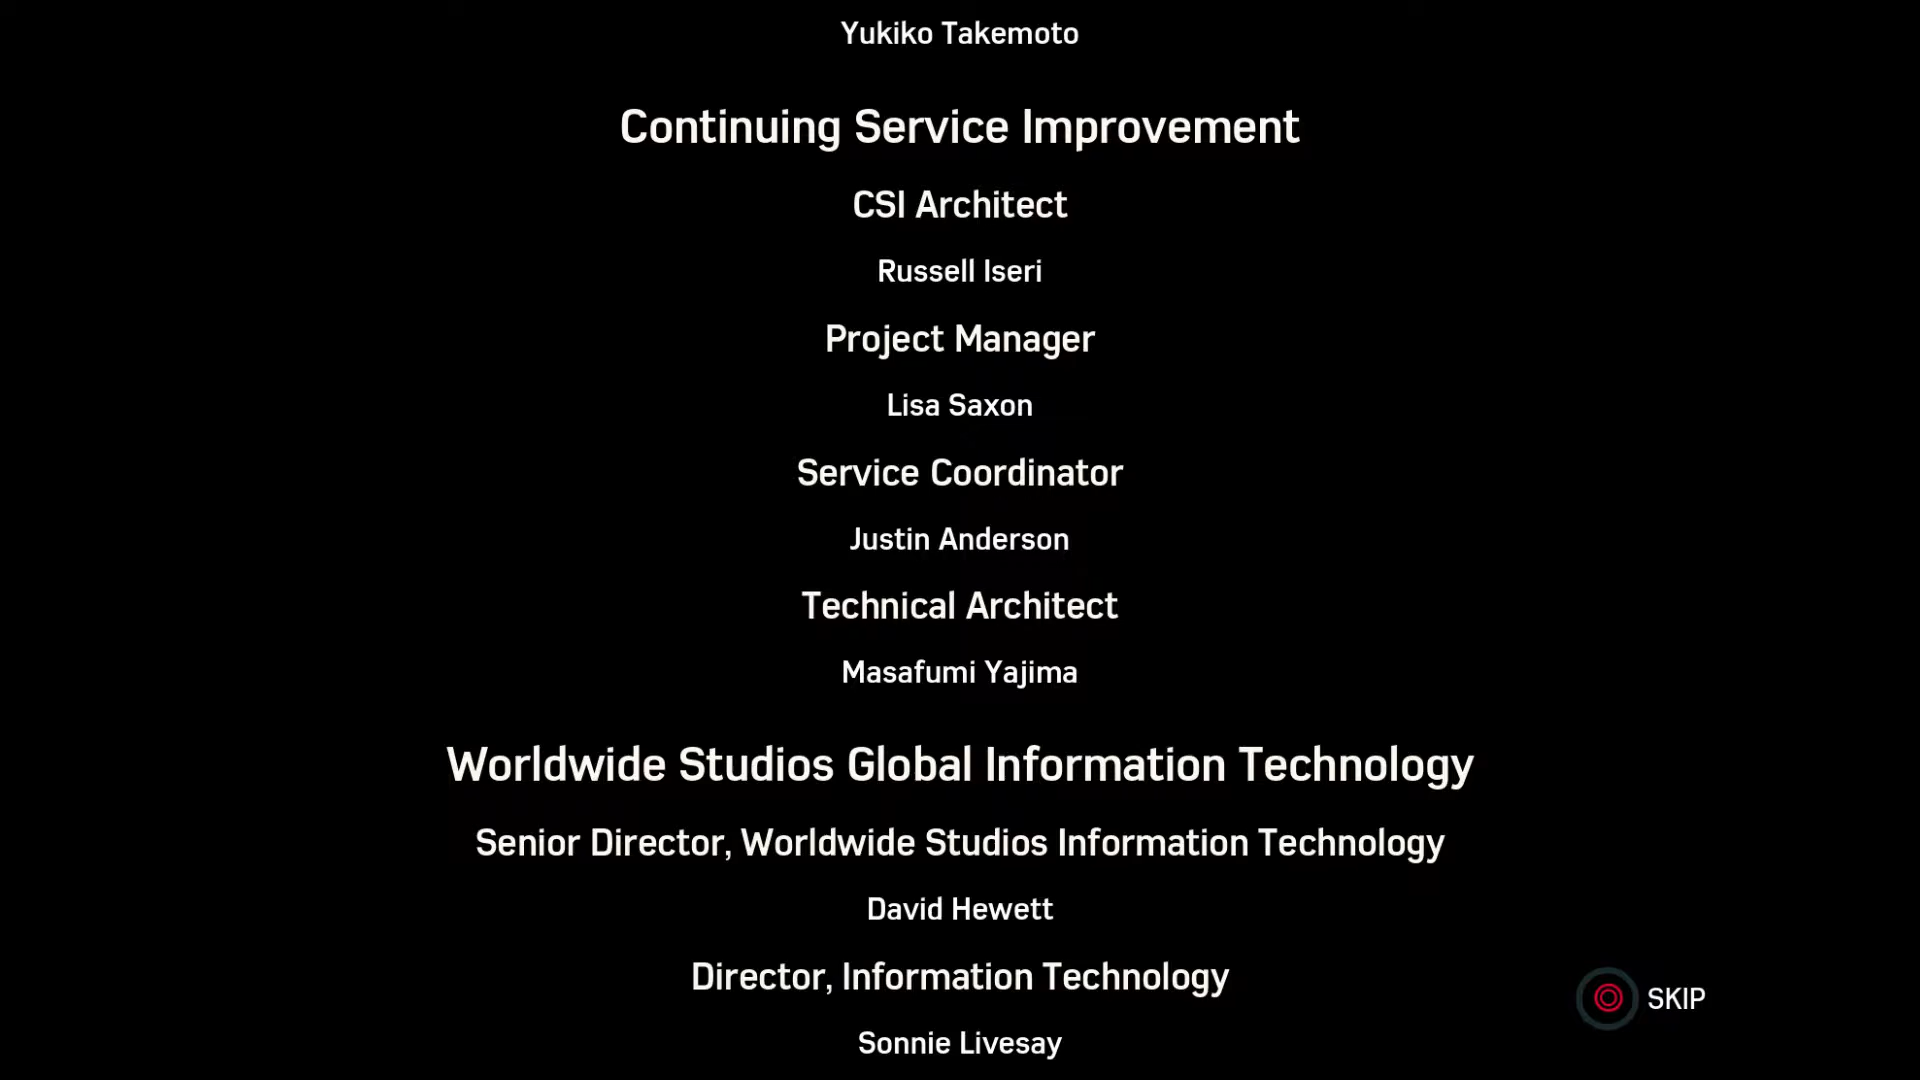 Yukiko Takemoto
Continuing Service Improvement
CSI Architect
Russell Iseri
Project Manager
Lisa Saxon
Service Coordinator
Justin Anderson
Technical Architect
Masafumi Yajima
Worldwide Studios Global Information Technology
Senior Director, Worldwide Studios Information Technology
David Hewett
Director, Information Technology
SKIP
Sonnie Livesay